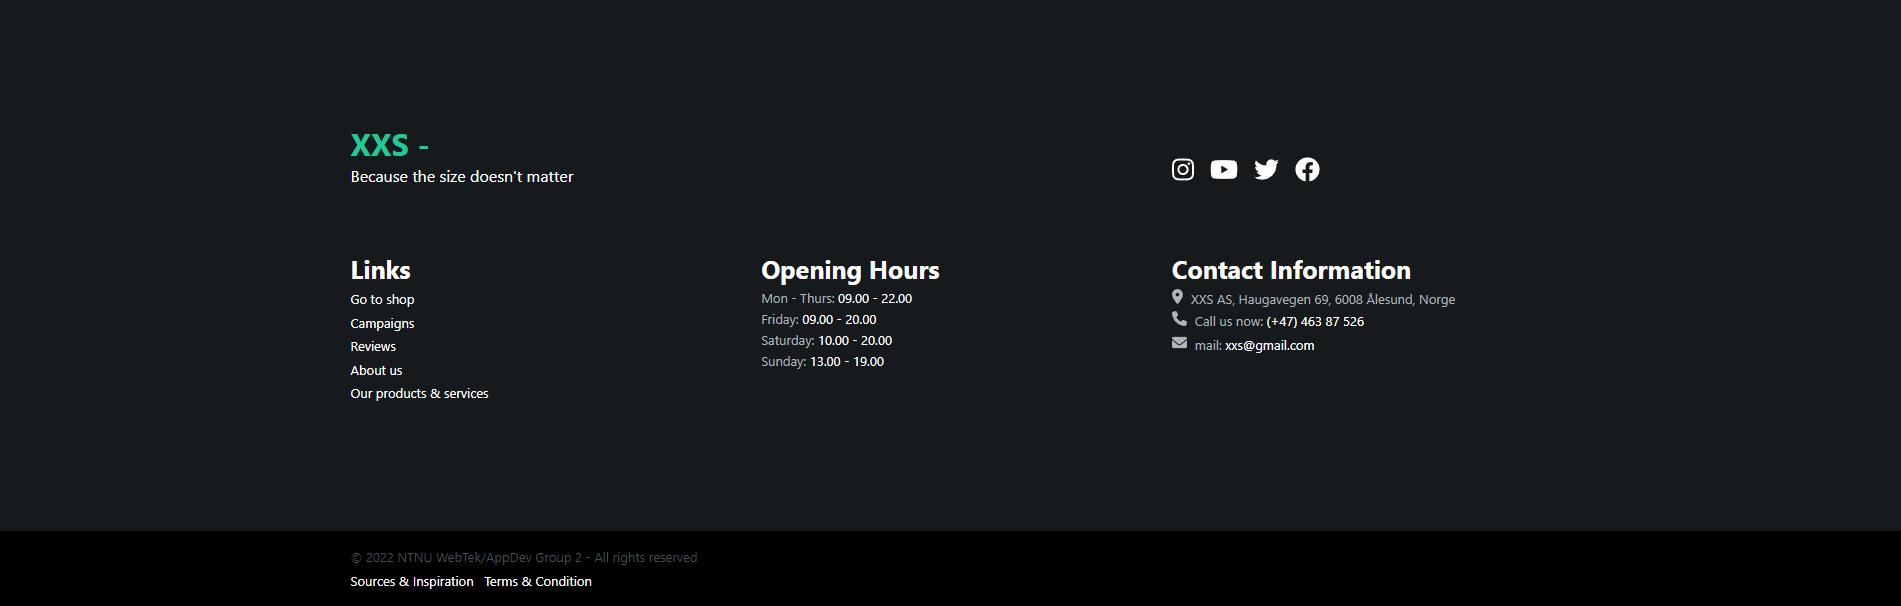 XXS -
Because the size doesn't matter
Links
Go to shop
Campaigns
Reviews
About us
Our products & services
Opening Hours
Mon - Thurs: 09.00 - 22.00
Friday: 09.00 - 20.00
Saturday: 10.00 - 20.00
Sunday: 13.00 - 19.00
Contact Information
XXS AS, Haugavegen 69, 6008 Ålesund, Norge
Call us now: (+47) 463 87 526
mail: xxs@gmail.com
© 2022 NTNU WebTek/AppDev Group 2 - All rights reserved
Sources & Inspiration Terms & Condition